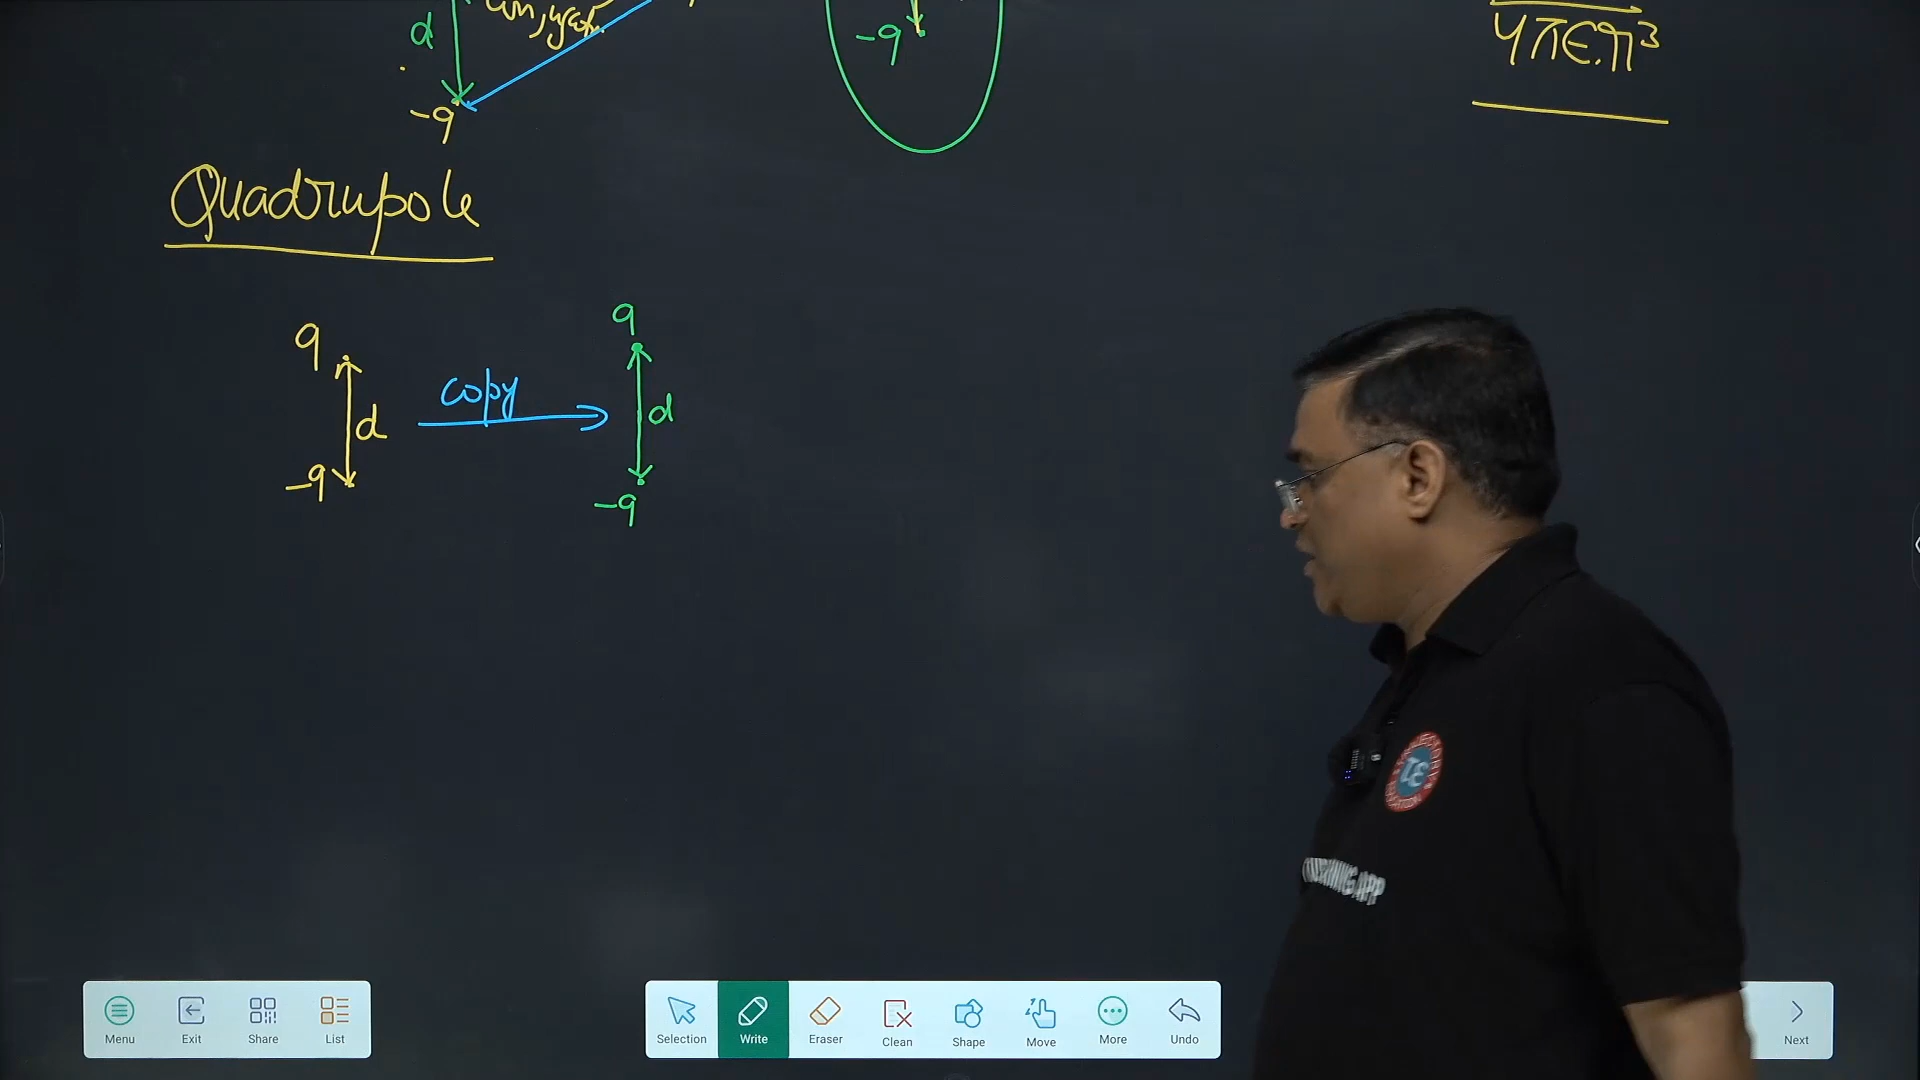 d
-q
-q
4πε₀r³
Quadrupole
q
d
-q
copy
q
d
-q
Menu
Exit
Share
List
Selection
Write
Eraser
Clean
Shape
Move
More
Undo
Next